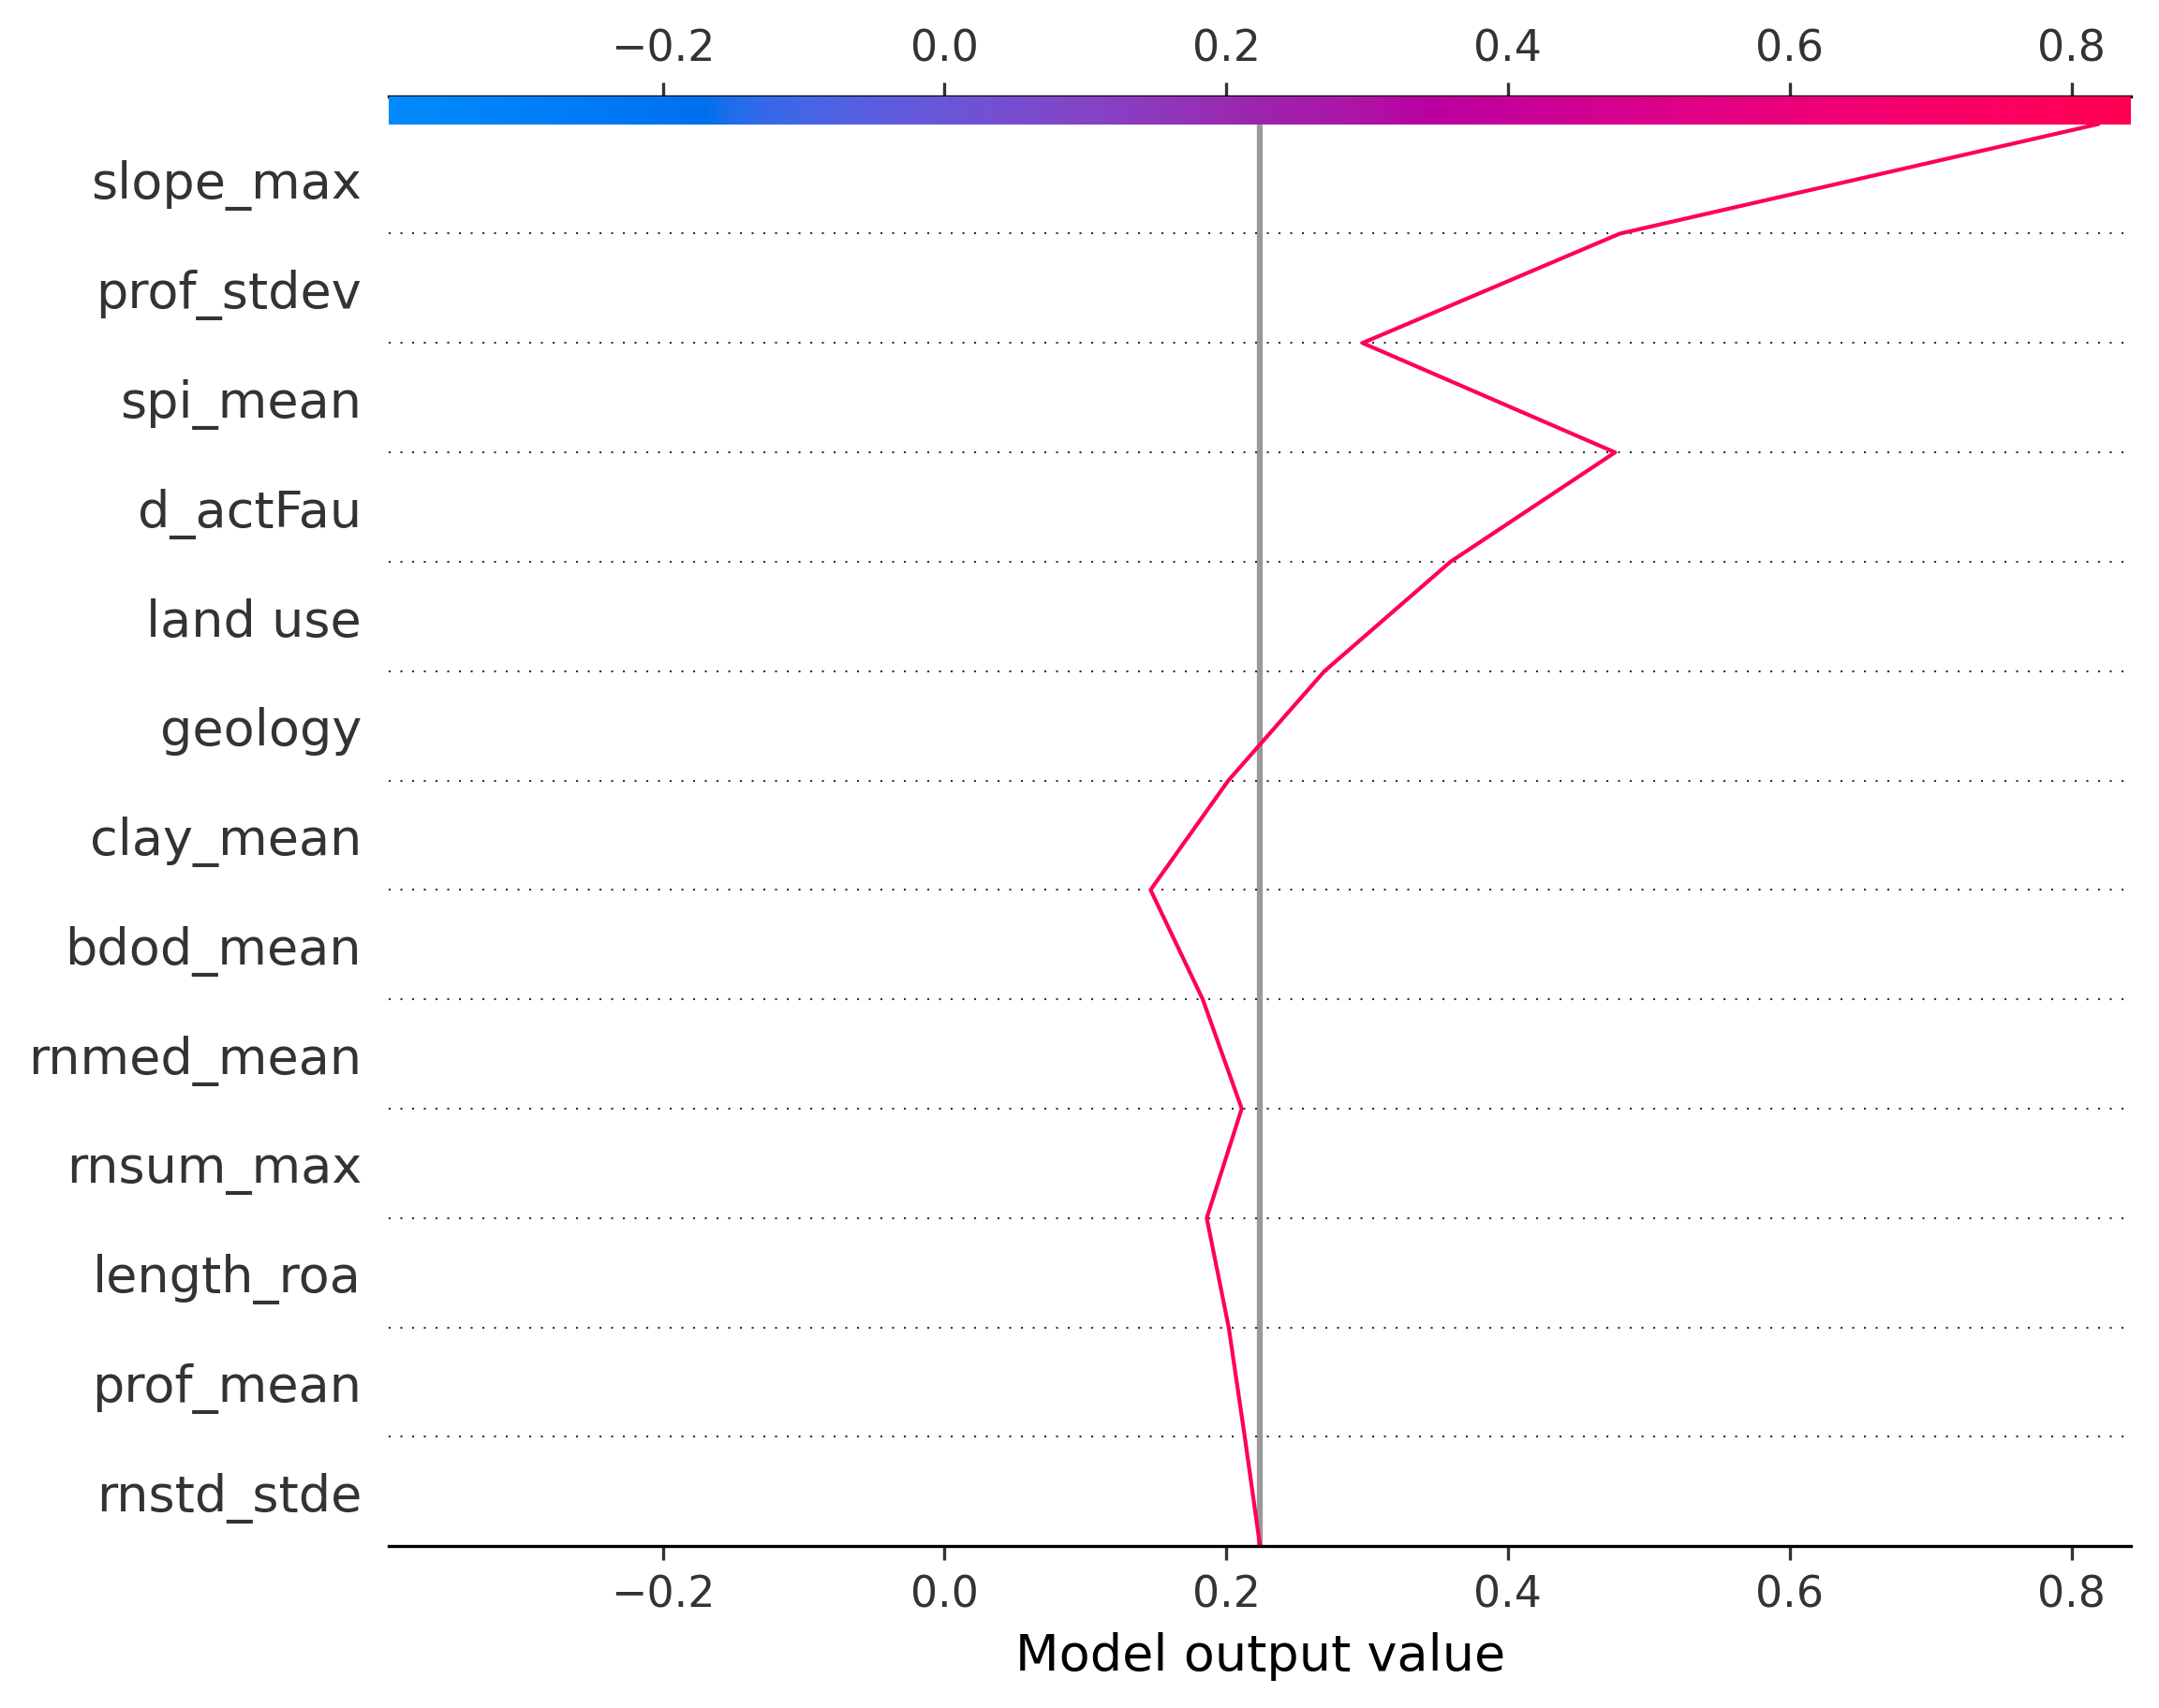 −0.2 0.0 0.2 0.4 0.6 0.8
slope_max
prof_stdev
spi_mean
d_actFau
land use
geology
clay_mean
bdod_mean
rnmed_mean
rnsum_max
length_roa
prof_mean
rnstd_stde
−0.2 0.0 0.2 0.4 0.6 0.8
Model output value